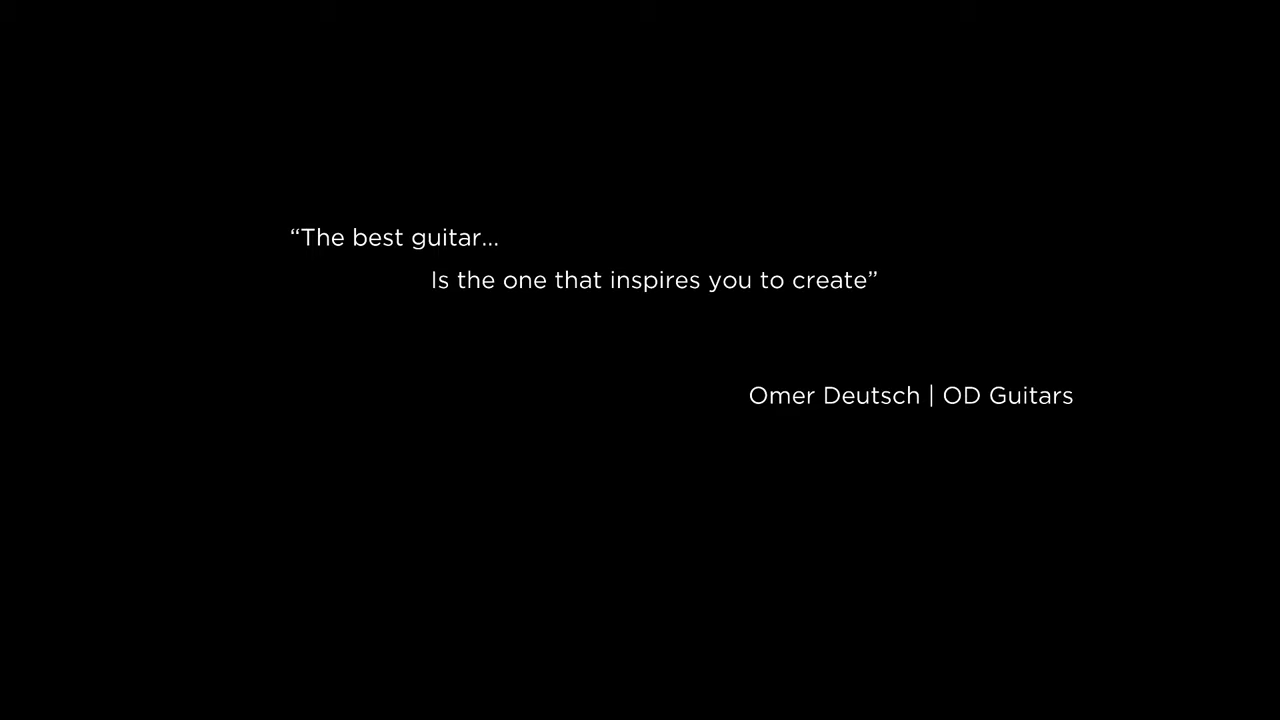 “The best guitar...
Is the one that inspires you to create”
Omer Deutsch | OD Guitars